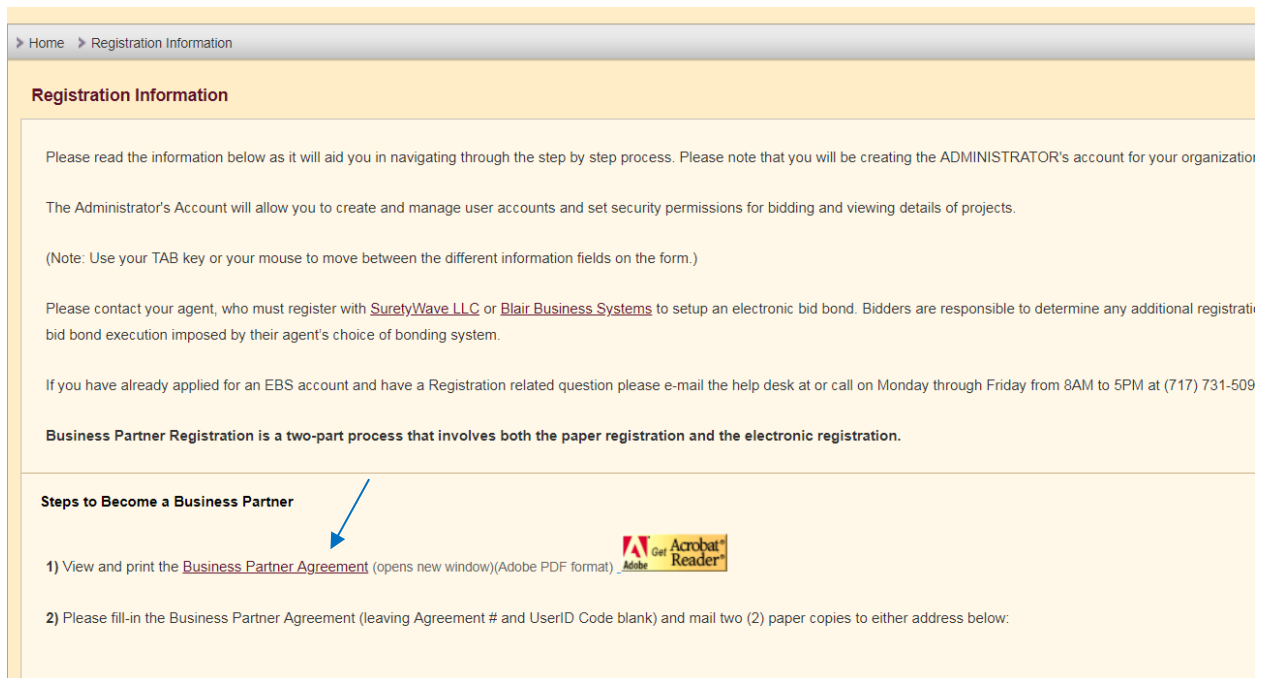 Home Registration Information
Registration Information
Please read the information below as it will aid you in navigating through the step by step process. Please note that you will be creating the ADMINISTRATOR's account for your organization
The Administrator's Account will allow you to create and manage user accounts and set security permissions for bidding and viewing details of projects.
(Note: Use your TAB key or your mouse to move between the different information fields on the form.)
Please contact your agent, who must register with SuretyWave LLC or Blair Business Systems to setup an electronic bid bond. Bidders are responsible to determine any additional registrati
bid bond execution imposed by their agent's choice of bonding system.
If you have already applied for an EBS account and have a Registration related question please e-mail the help desk at or call on Monday through Friday from 8AM to 5PM at (717) 731-509
Business Partner Registration is a two-part process that involves both the paper registration and the electronic registration.
Steps to Become a Business Partner
1) View and print the Business Partner Agreement (opens new window)(Adobe PDF format) Adobe Get Acrobat® Reader®
2) Please fill-in the Business Partner Agreement (leaving Agreement # and UserID Code blank) and mail two (2) paper copies to either address below: